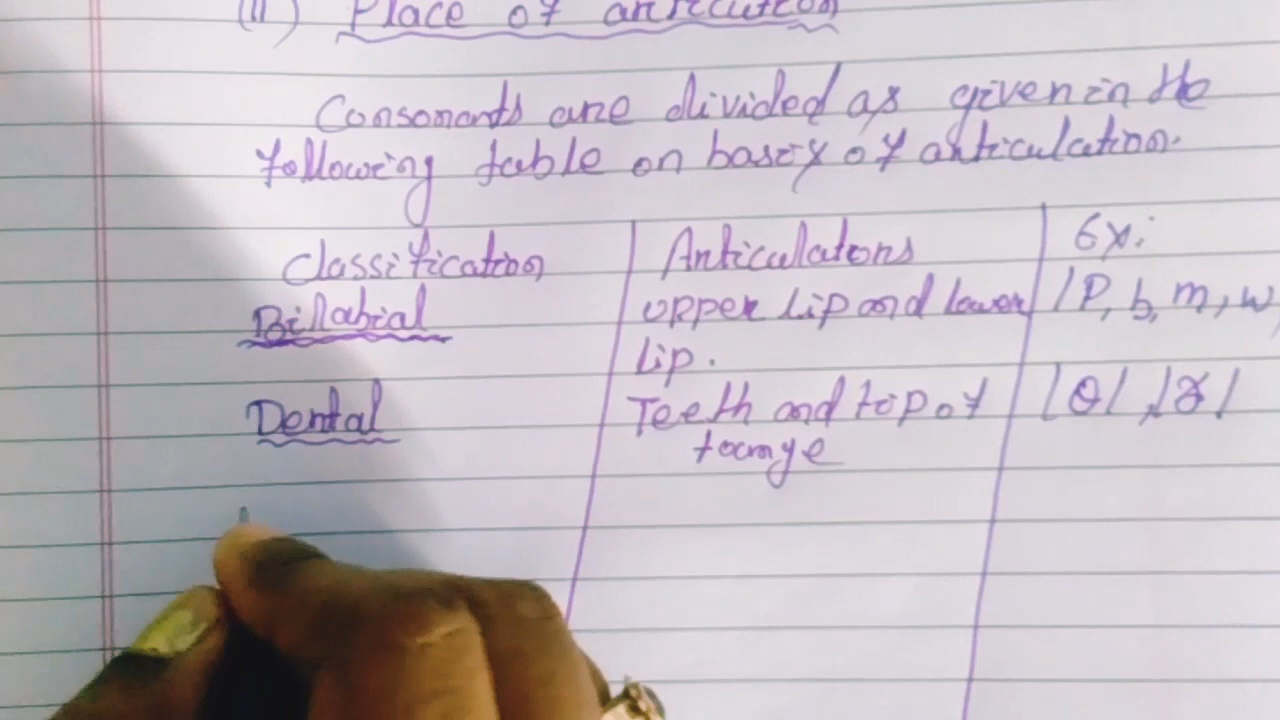 (ii) Place of articulation
Consonants are divided as given in the
following table on basis of articulation.
Classification | Articulators | Ex:
Bilabial | Upper lip and lower | /P, b, m, w
lip.
Dental | Teeth and tip of | /θ/, /ð/
tounge